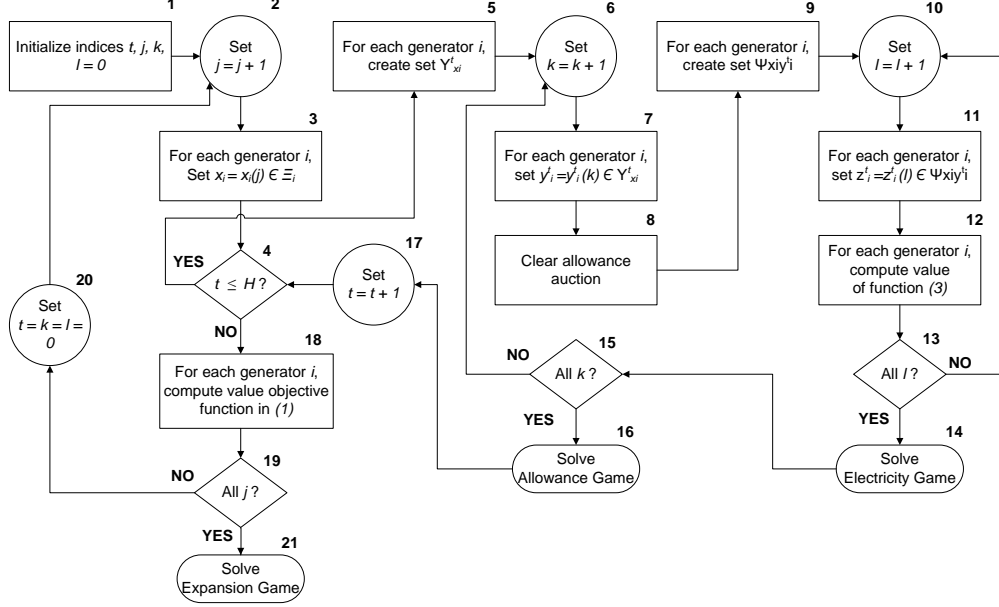 1
Initialize indices t, j, k,
l = 0
2
Set
j = j + 1
3
For each generator i,
Set xᵢ = xᵢ(j) ∈ Ξᵢ
4
t ≤ H ?
YES
NO
5
For each generator i,
create set Υᵗₓᵢ
6
Set
k = k + 1
7
For each generator i,
set yᵗᵢ=yᵗᵢ(k) ∈ Υᵗₓᵢ
8
Clear allowance
auction
9
For each generator i,
create set Ψxiyᵗi
10
Set
l = l + 1
11
For each generator i,
set zᵗᵢ=zᵗᵢ(l) ∈ Ψxiyᵗi
12
For each generator i,
compute value
of function (3)
13
All l ?
NO
YES
14
Solve
Electricity Game
15
All k ?
NO
YES
16
Solve
Allowance Game
17
Set
t = t + 1
18
For each generator i,
compute value objective
function in (1)
19
All j ?
NO
YES
20
Set
t = k = l =
0
21
Solve
Expansion Game